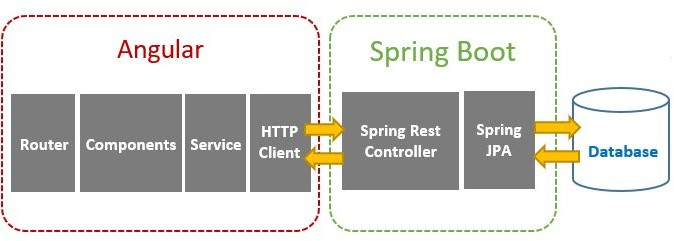 Angular
Router
Components
Service
HTTP
Client
Spring Boot
Spring Rest
Controller
Spring
JPA
Database